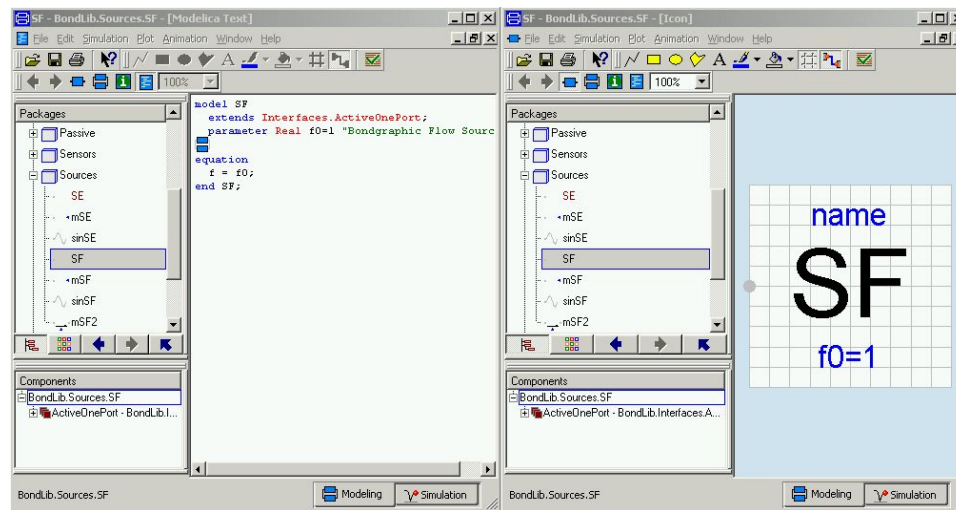 SF - BondLib.Sources.SF - [Modelica Text]
File Edit Simulation Plot Animation Window Help
100%
Packages
Passive
Sensors
Sources
SE
mSE
sinSE
SF
mSF
sinSF
mSF2
Components
BondLib.Sources.SF
ActiveOnePort - BondLib.I...
model SF
extends Interfaces.ActiveOnePort;
parameter Real f0=1 "Bondgraphic Flow Sourc
equation
f = f0;
end SF;
BondLib.Sources.SF
Modeling
Simulation
SF - BondLib.Sources.SF - [Icon]
File Edit Simulation Plot Animation Window Help
100%
Packages
Passive
Sensors
Sources
SE
mSE
sinSE
SF
mSF
sinSF
mSF2
Components
BondLib.Sources.SF
ActiveOnePort - BondLib.Interfaces.A...
name
SF
f0=1
BondLib.Sources.SF
Modeling
Simulation